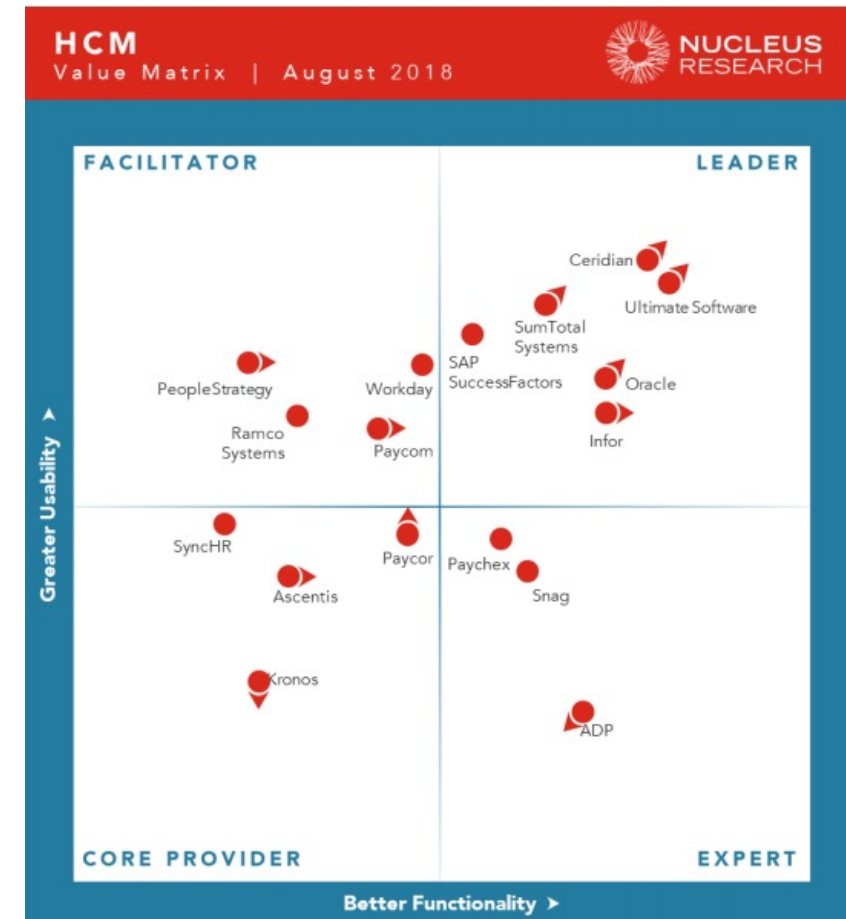 HCM
Value Matrix | August 2018
NUCLEUS
RESEARCH
FACILITATOR
LEADER
Ceridian
Ultimate Software
SumTotal
Systems
SAP
SuccessFactors
Oracle
PeopleStrategy
Workday
Infor
Ramco
Systems
Paycom
Greater Usability >
SyncHR
Paycor
Paychex
Ascentis
Snag
Kronos
ADP
CORE PROVIDER
EXPERT
Better Functionality >